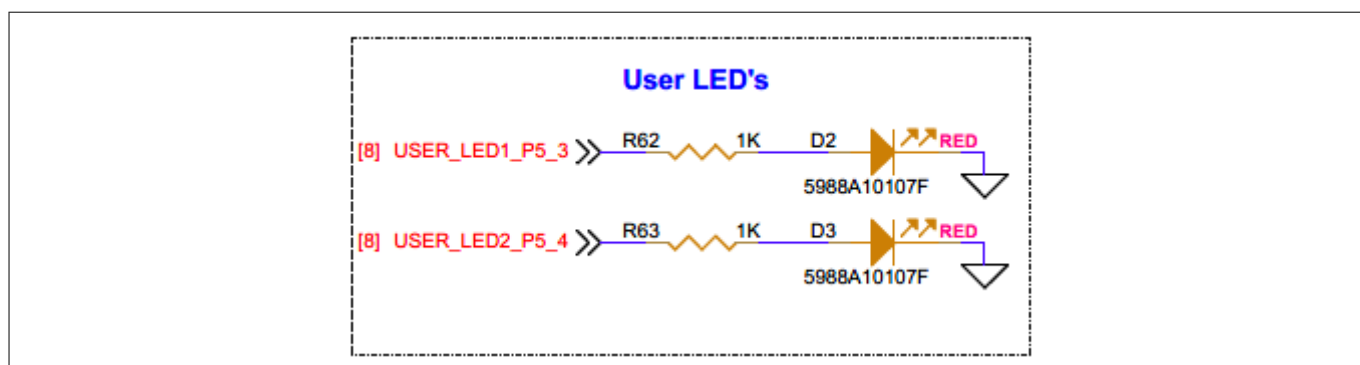 User LED's
[8] USER_LED1_P5_3 R62 1K D2 RED
5988A10107F
[8] USER_LED2_P5_4 R63 1K D3 RED
5988A10107F